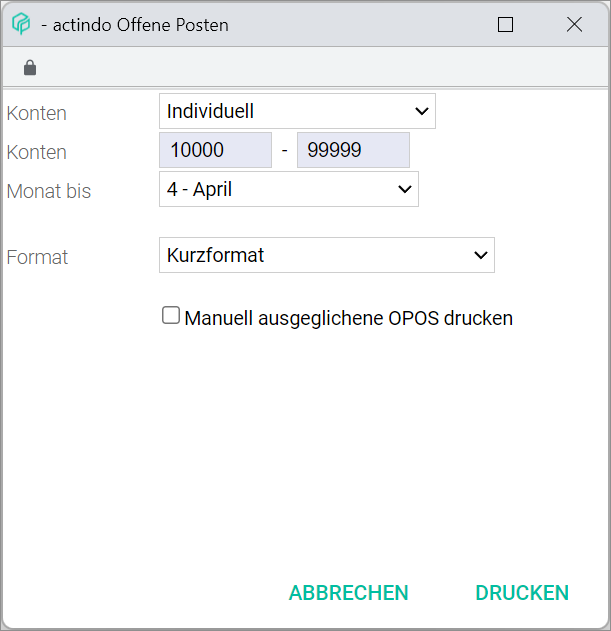 - actindo Offene Posten
Konten Individuell
Konten 10000 - 99999
Monat bis 4 - April
Format Kurzformat
Manuell ausgeglichene OPOS drucken
ABBRECHEN DRUCKEN